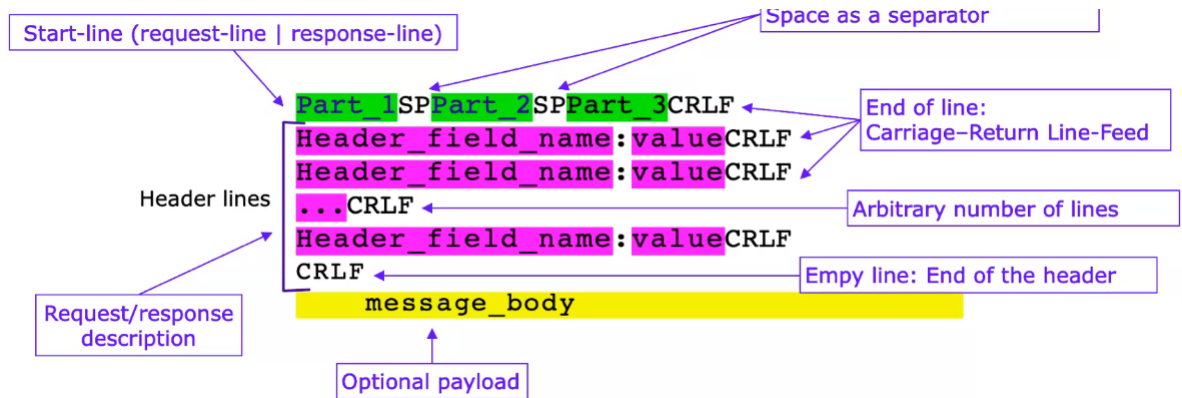 Space as a separator
Start-line (request-line | response-line)
Part_1SPPart_2SPPart_3CRLF
End of line:
Carriage–Return Line-Feed
Header_field_name:valueCRLF
Header_field_name:valueCRLF
Header lines
...CRLF
Arbitrary number of lines
Header_field_name:valueCRLF
CRLF
Empy line: End of the header
message_body
Request/response
description
Optional payload